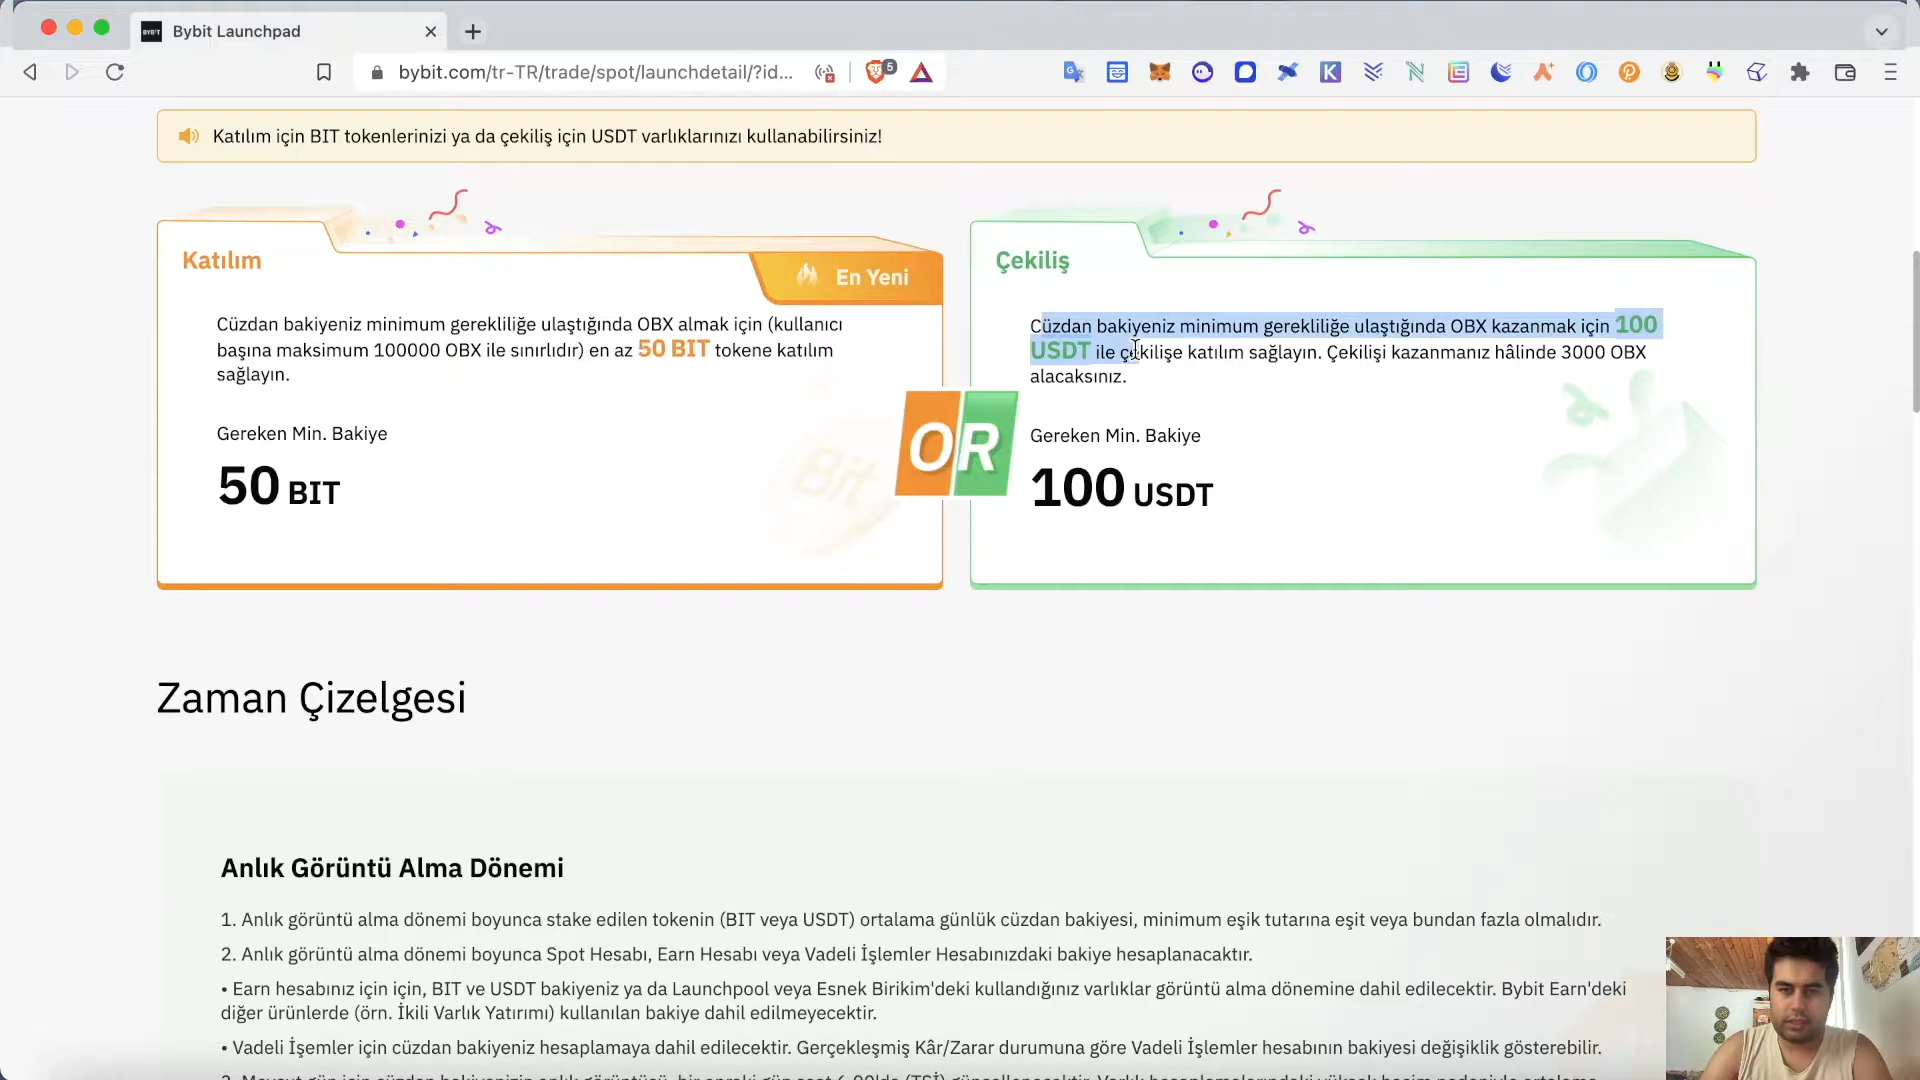 BYBIT
Bybit Launchpad
bybit.com/tr-TR/trade/spot/launchdetail/?id...
5
Katılım için BIT tokenlerinizi ya da çekiliş için USDT varlıklarınızı kullanabilirsiniz!
Katılım
En Yeni
Cüzdan bakiyeniz minimum gerekliliğe ulaştığında OBX almak için (kullanıcı
başına maksimum 100000 OBX ile sınırlıdır) en az 50 BIT tokene katılım
sağlayın.
Gereken Min. Bakiye
50 BIT
Bit
OR
Çekiliş
Cüzdan bakiyeniz minimum gerekliliğe ulaştığında OBX kazanmak için 100
USDT ile çekilişe katılım sağlayın. Çekilişi kazanmanız hâlinde 3000 OBX
alacaksınız.
Gereken Min. Bakiye
100 USDT
Zaman Çizelgesi
Anlık Görüntü Alma Dönemi
1. Anlık görüntü alma dönemi boyunca stake edilen tokenin (BIT veya USDT) ortalama günlük cüzdan bakiyesi, minimum eşik tutarına eşit veya bundan fazla olmalıdır.
2. Anlık görüntü alma dönemi boyunca Spot Hesabı, Earn Hesabı veya Vadeli İşlemler Hesabınızdaki bakiye hesaplanacaktır.
• Earn hesabınız için için, BIT ve USDT bakiyeniz ya da Launchpool veya Esnek Birikim'deki kullandığınız varlıklar görüntü alma dönemine dahil edilecektir. Bybit Earn'deki
diğer ürünlerde (örn. İkili Varlık Yatırımı) kullanılan bakiye dahil edilmeyecektir.
• Vadeli İşemler için cüzdan bakiyeniz hesaplamaya dahil edilecektir. Gerçekleşmiş Kâr/Zarar durumuna göre Vadeli İşlemler hesabının bakiyesi değişiklik gösterebilir.